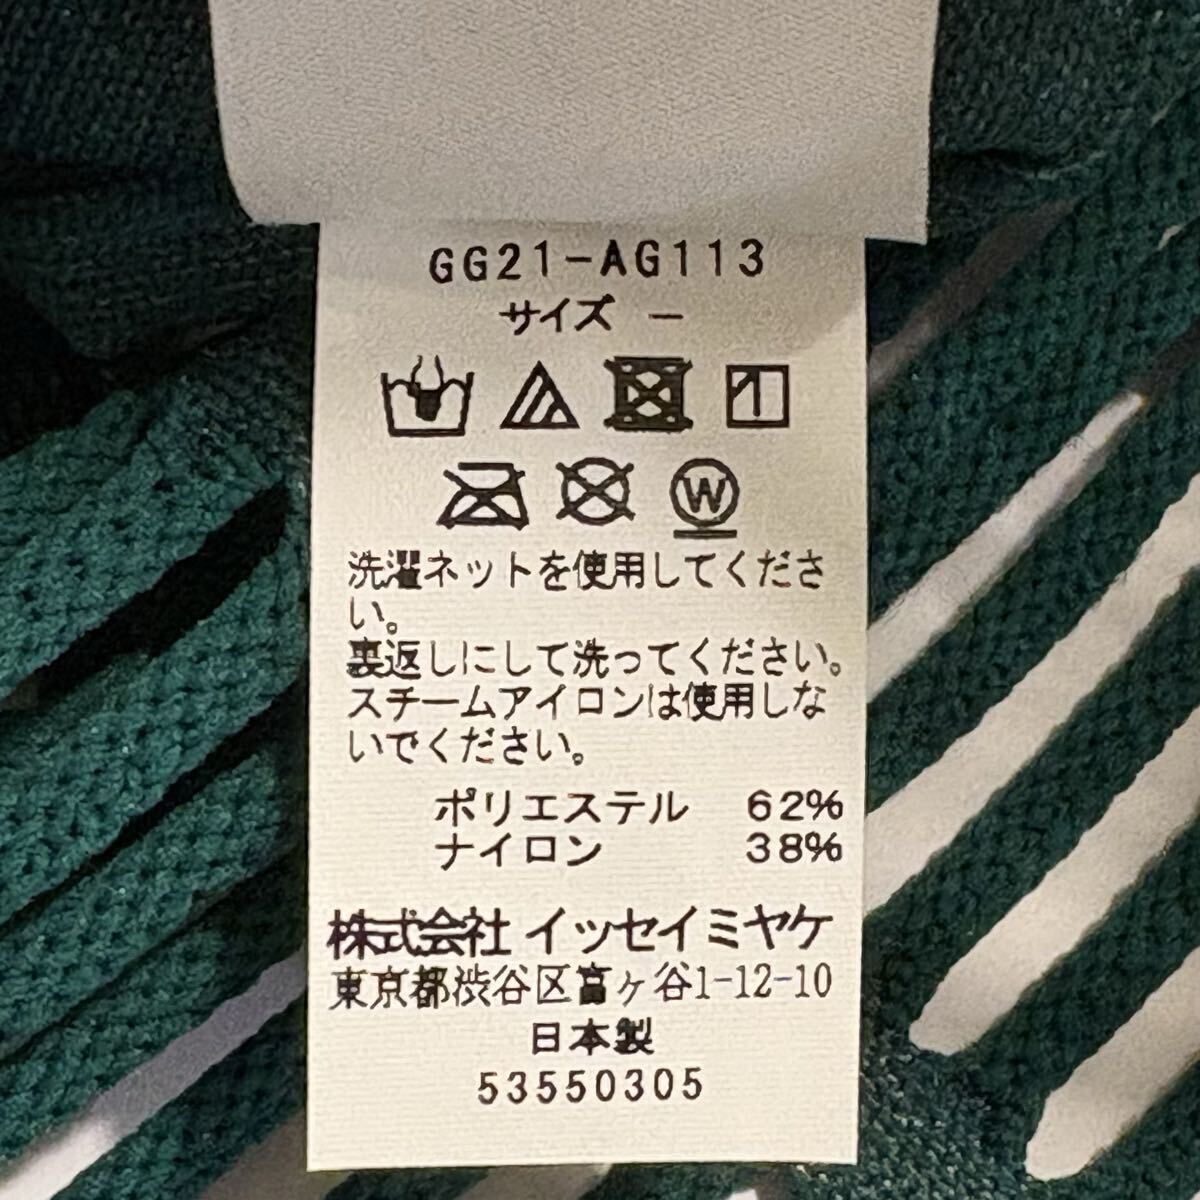 GG21-AG113
サイズ ー
W
洗濯ネットを使用してくださ
い。
裏返しにして洗ってください。
スチームアイロンは使用しな
いでください。
ポリエステル 62%
ナイロン 38%
株式会社 イッセイミヤケ
東京都渋谷区富ヶ谷1-12-10
日本製
53550305